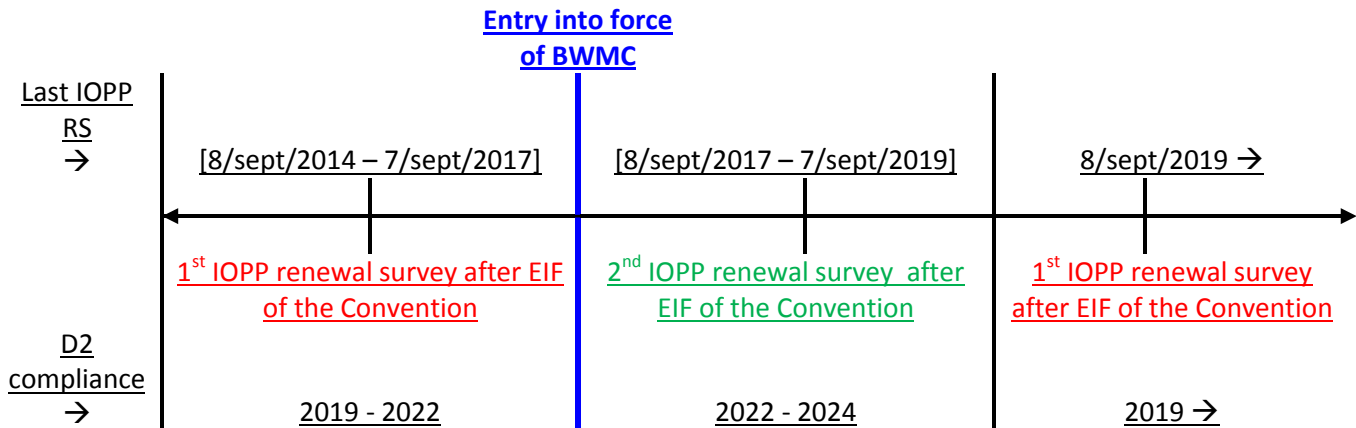 Entry into force
of BWMC
Last IOPP
RS
→
[8/sept/2014 – 7/sept/2017]
[8/sept/2017 – 7/sept/2019]
8/sept/2019 →
1st IOPP renewal survey after EIF
of the Convention
2nd IOPP renewal survey after
EIF of the Convention
1st IOPP renewal survey
after EIF of the Convention
D2
compliance
→
2019 - 2022
2022 - 2024
2019 →